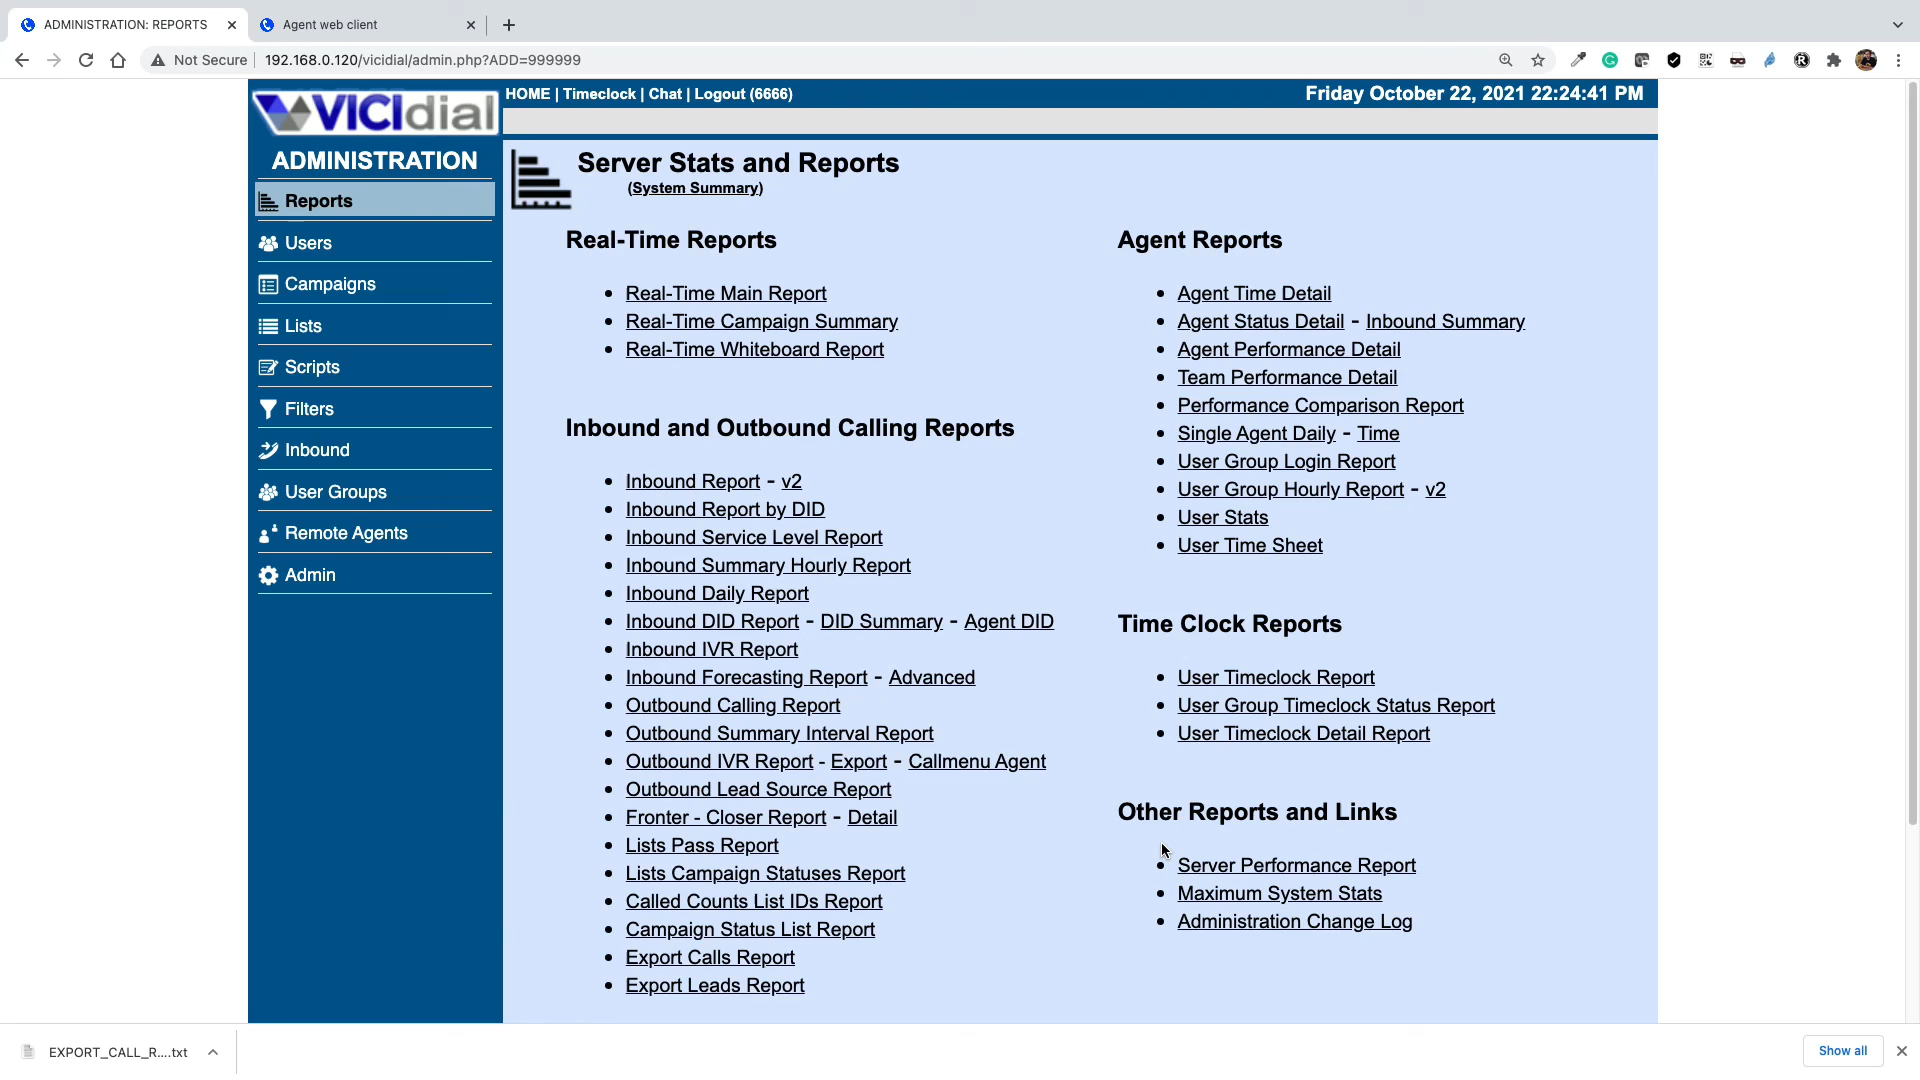 ADMINISTRATION: REPORTS
Agent web client
Not Secure
192.168.0.120/vicidial/admin.php?ADD=999999
VICIdial
HOME | Timeclock | Chat | Logout (6666)
Friday October 22, 2021 22:24:41 PM
ADMINISTRATION
Reports
Users
Campaigns
Lists
Scripts
Filters
Inbound
User Groups
Remote Agents
Admin
Server Stats and Reports
(System Summary)
Real-Time Reports
Real-Time Main Report
Real-Time Campaign Summary
Real-Time Whiteboard Report
Inbound and Outbound Calling Reports
Inbound Report - v2
Inbound Report by DID
Inbound Service Level Report
Inbound Summary Hourly Report
Inbound Daily Report
Inbound DID Report - DID Summary - Agent DID
Inbound IVR Report
Inbound Forecasting Report - Advanced
Outbound Calling Report
Outbound Summary Interval Report
Outbound IVR Report - Export - Callmenu Agent
Outbound Lead Source Report
Fronter - Closer Report - Detail
Lists Pass Report
Lists Campaign Statuses Report
Called Counts List IDs Report
Campaign Status List Report
Export Calls Report
Export Leads Report
Agent Reports
Agent Time Detail
Agent Status Detail - Inbound Summary
Agent Performance Detail
Team Performance Detail
Performance Comparison Report
Single Agent Daily - Time
User Group Login Report
User Group Hourly Report - v2
User Stats
User Time Sheet
Time Clock Reports
User Timeclock Report
User Group Timeclock Status Report
User Timeclock Detail Report
Other Reports and Links
Server Performance Report
Maximum System Stats
Administration Change Log
EXPORT_CALL_R....txt
Show all